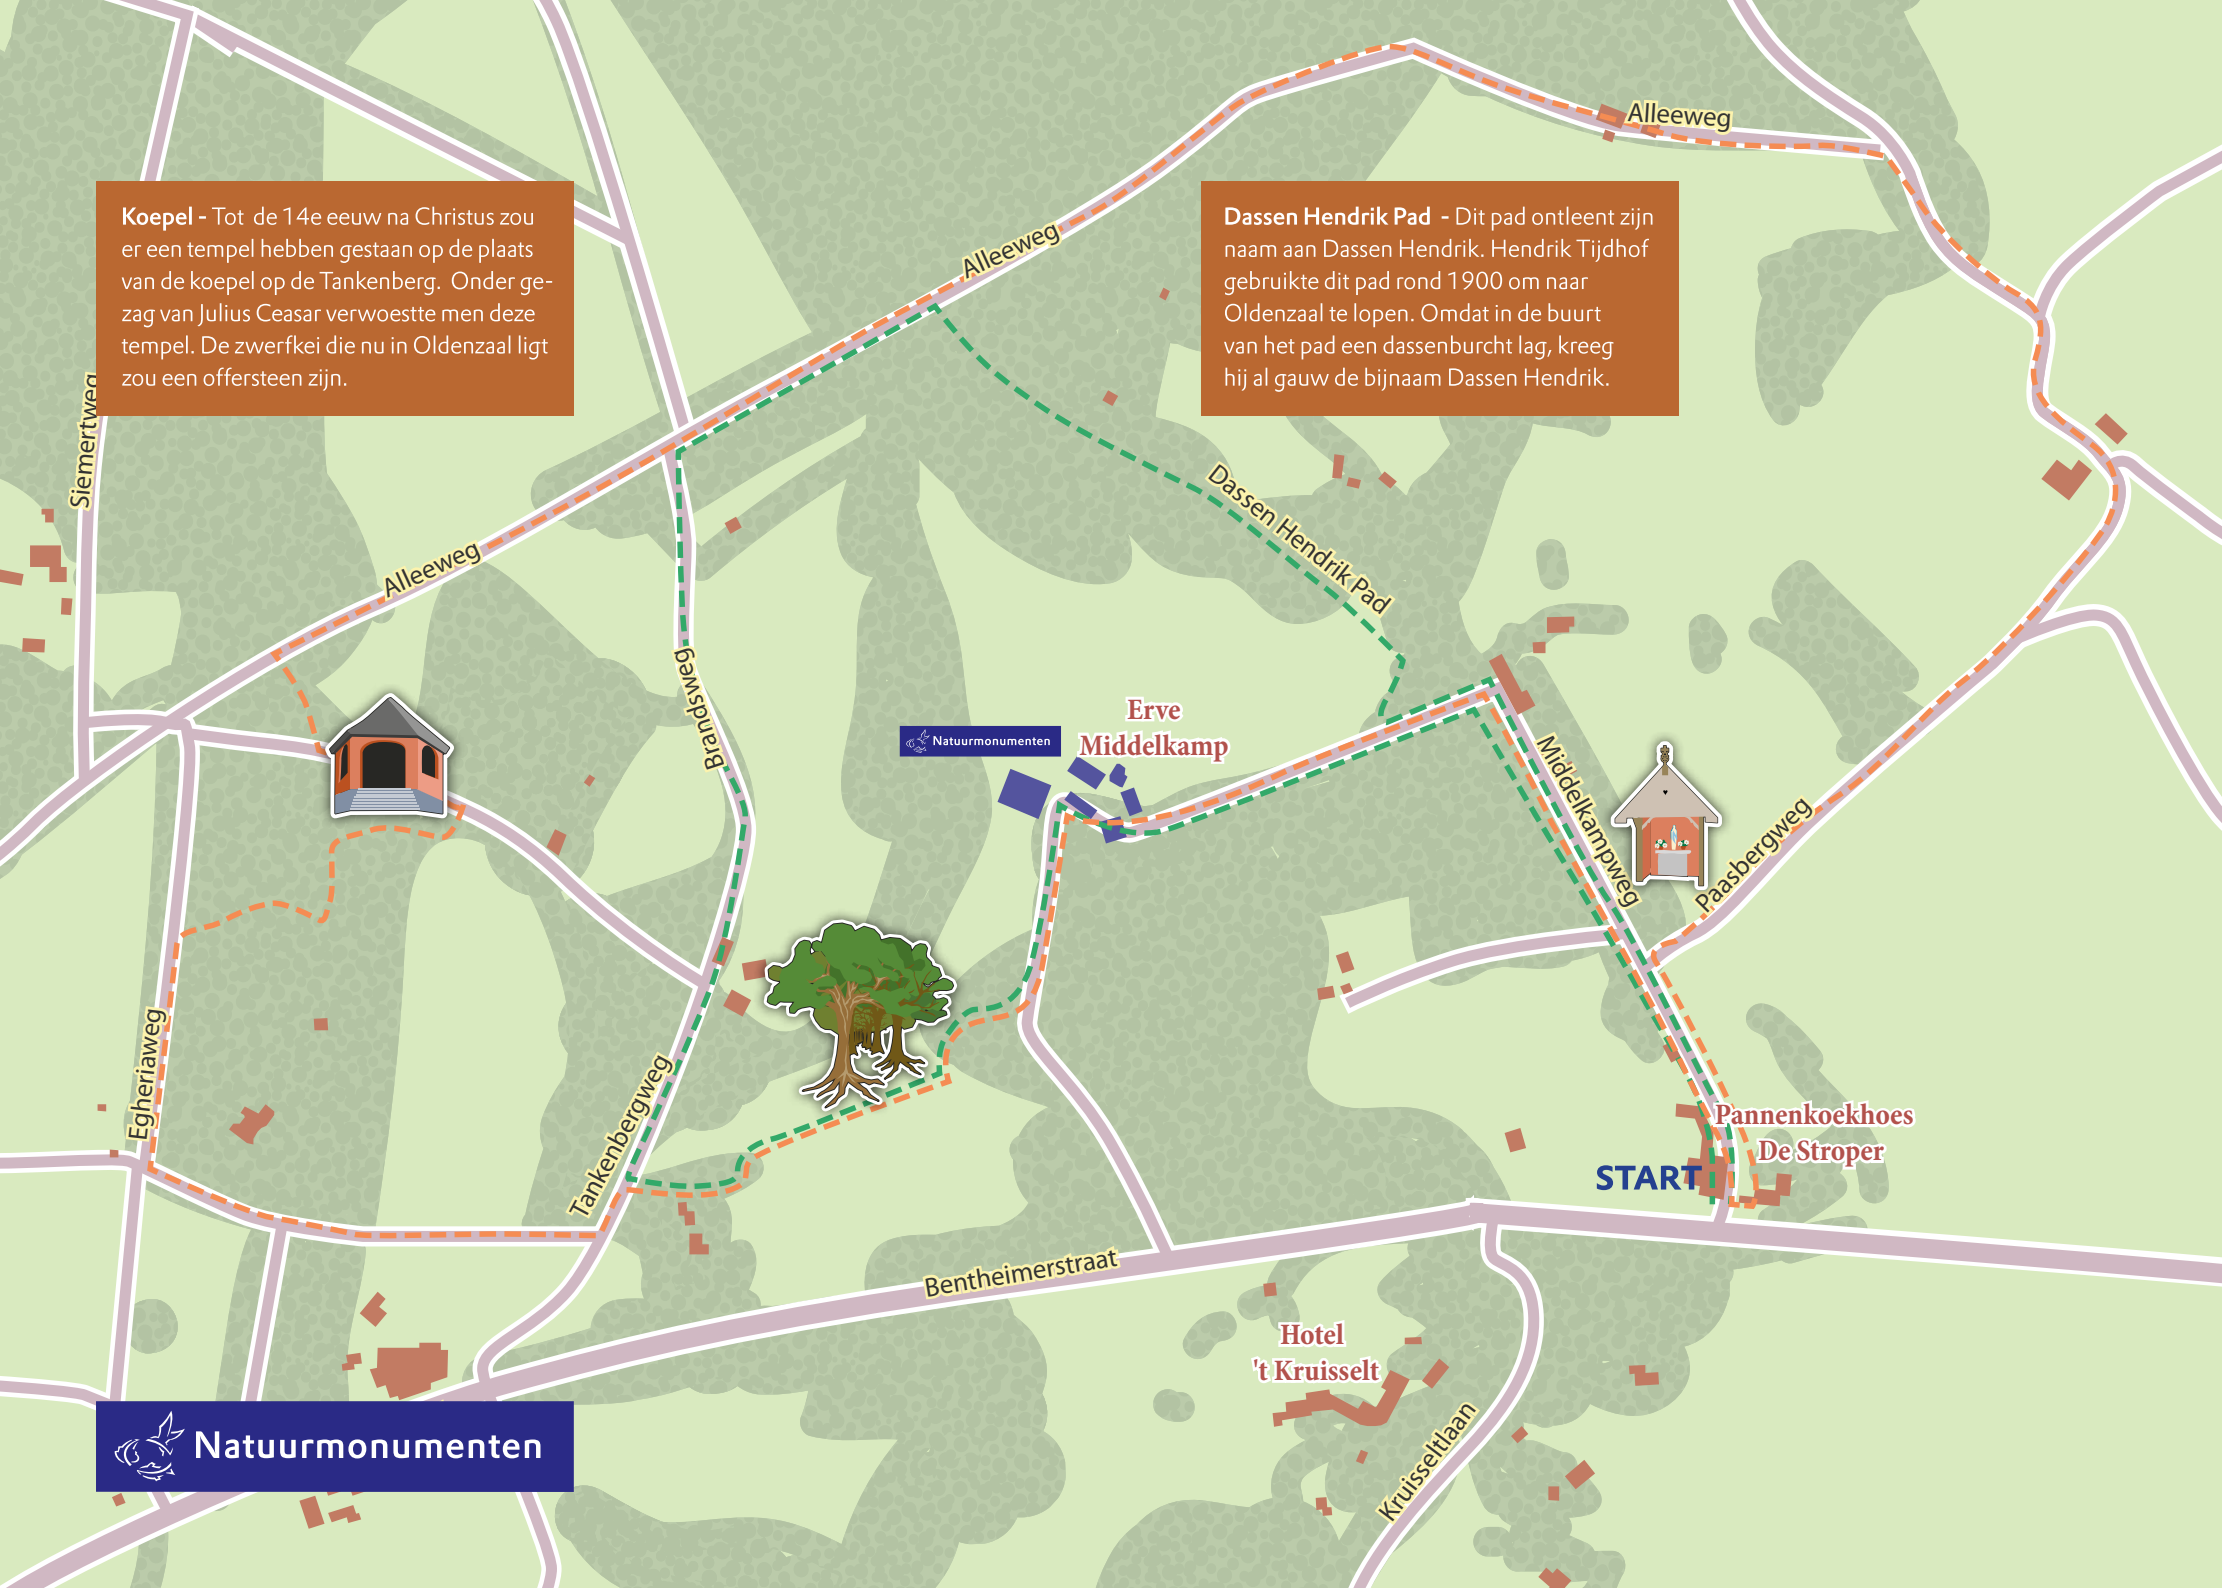 Alleeweg
Koepel - Tot de 14e eeuw na Christus zou
er een tempel hebben gestaan op de plaats
van de koepel op de Tankenberg. Onder ge-
zag van Julius Ceasar verwoestte men deze
tempel. De zwerfkei die nu in Oldenzaal ligt
zou een offersteen zijn.
Dassen Hendrik Pad - Dit pad ontleent zijn
naam aan Dassen Hendrik. Hendrik Tijdhof
gebruikte dit pad rond 1900 om naar
Oldenzaal te lopen. Omdat in de buurt
van het pad een dassenburcht lag, kreeg
hij al gauw de bijnaam Dassen Hendrik.
Alleeweg
Siemertweg
Alleeweg
Dassen Hendrik Pad
Brandsweg
Erve
Middelkamp
Natuurmonumenten
Middelkampweg
Paasbergweg
Egheriaweg
Tankenbergweg
Pannenkoekhoes
De Stroper
START
Bentheimerstraat
Hotel
't Kruisselt
Kruisseltlaan
Natuurmonumenten